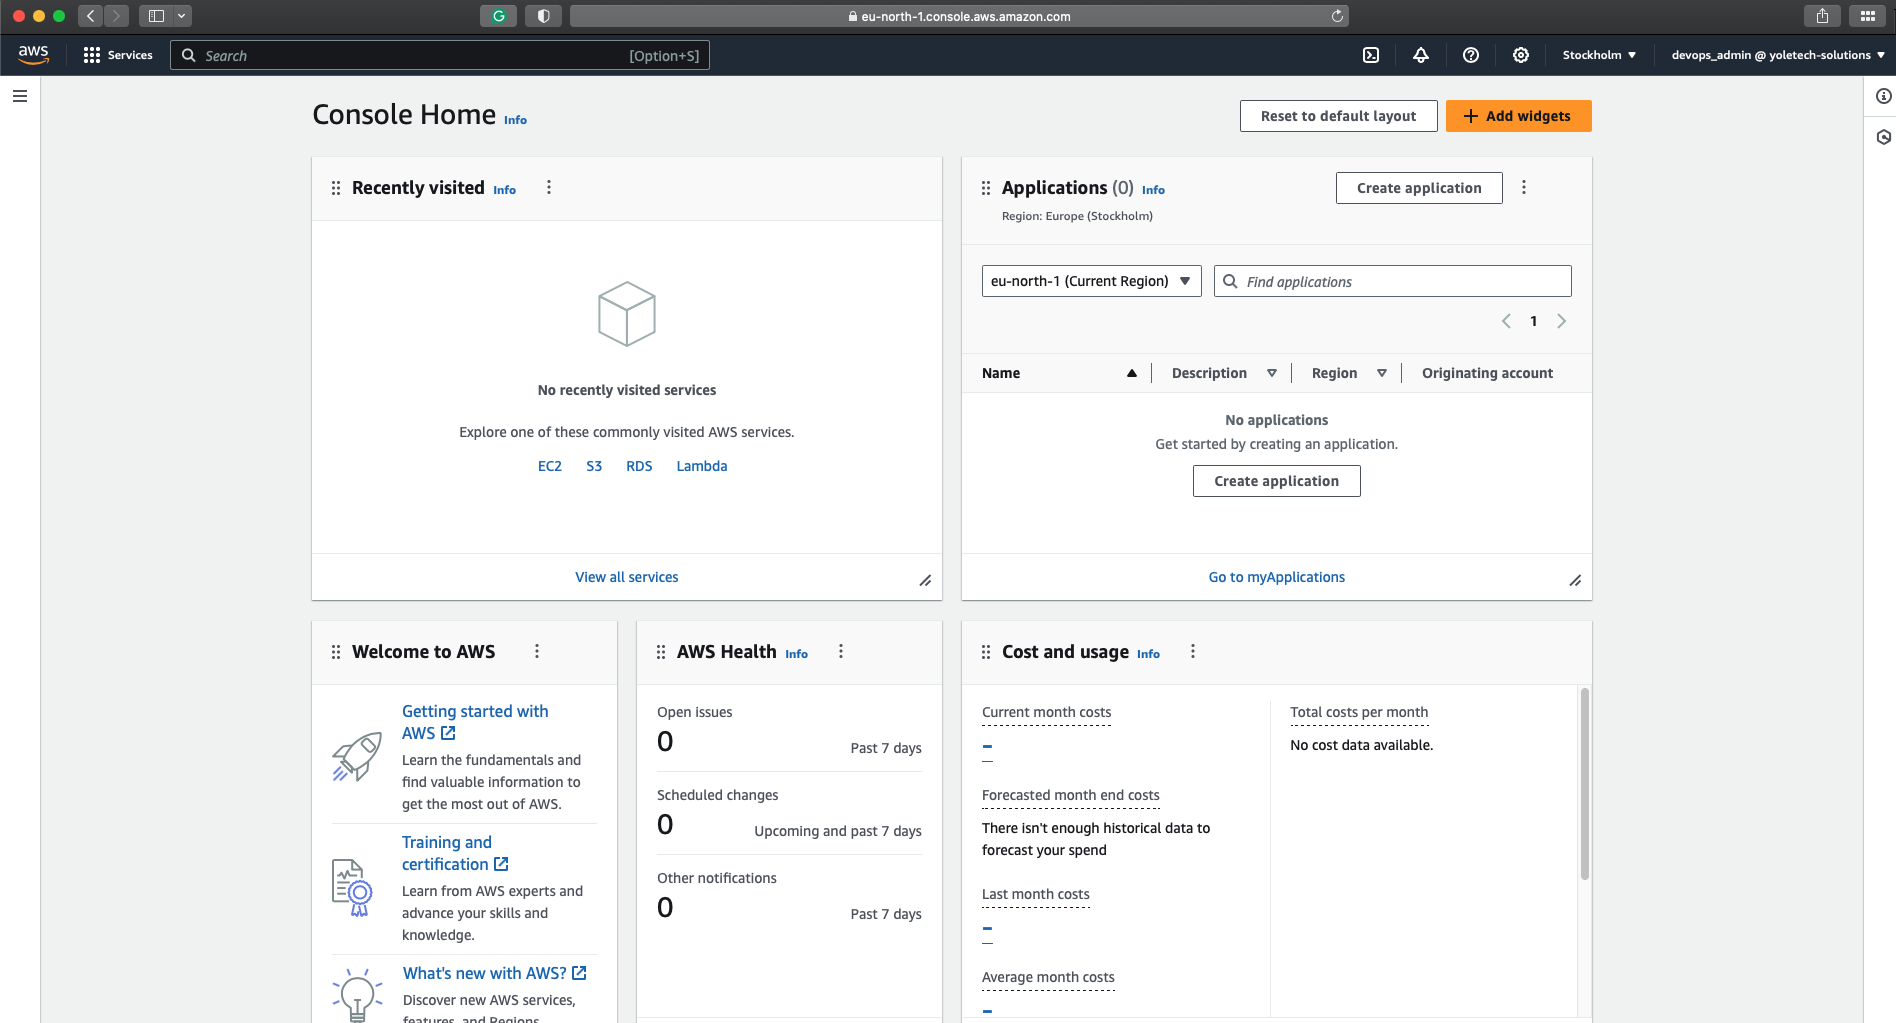 eu-north-1.console.aws.amazon.com
aws
Services
Search
[Option+S]
Stockholm
devops_admin @ yoletech-solutions
Console Home Info
Reset to default layout
Add widgets
Recently visited Info
No recently visited services
Explore one of these commonly visited AWS services.
EC2 S3 RDS Lambda
View all services
Applications (0) Info
Region: Europe (Stockholm)
Create application
eu-north-1 (Current Region)
Find applications
1
Name Description Region Originating account
No applications
Get started by creating an application.
Create application
Go to myApplications
Welcome to AWS
Getting started with
AWS
Learn the fundamentals and
find valuable information to
get the most out of AWS.
Training and
certification
Learn from AWS experts and
advance your skills and
knowledge.
What's new with AWS?
Discover new AWS services,
features, and Regions.
AWS Health Info
Open issues
0
Past 7 days
Scheduled changes
0
Upcoming and past 7 days
Other notifications
0
Past 7 days
Cost and usage Info
Current month costs
–
Forecasted month end costs
There isn't enough historical data to
forecast your spend
Last month costs
–
Average month costs
–
Total costs per month
No cost data available.